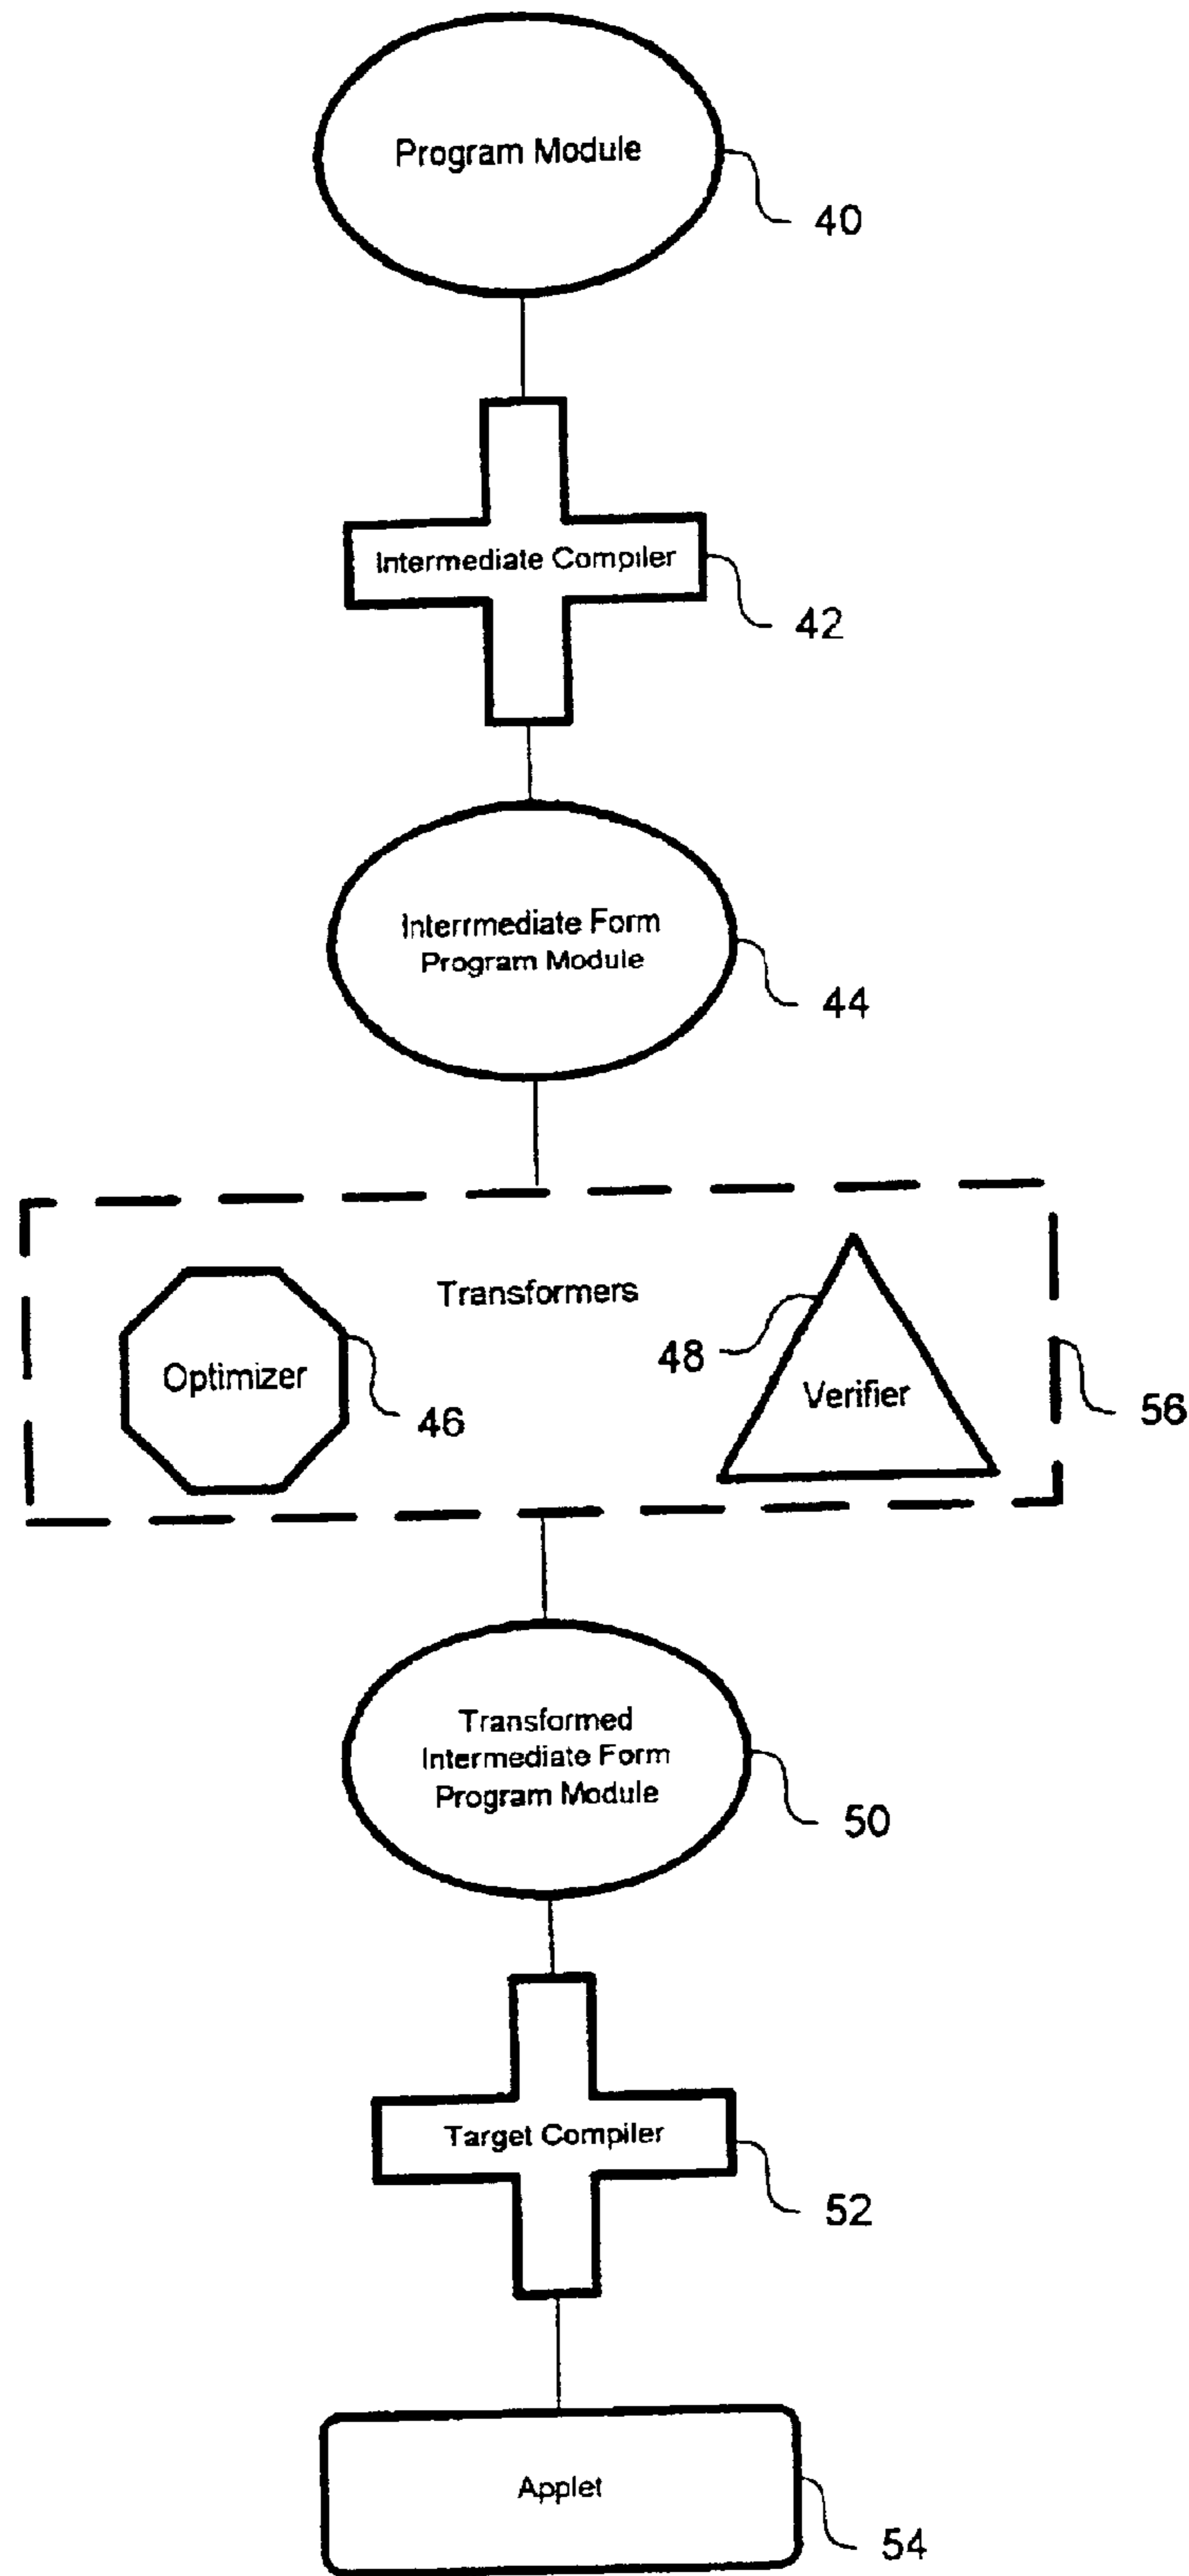 Program Module
40
Intermediate Compiler
42
Interrmediate Form
Program Module
44
Transformers
Optimizer
46
48
Verifier
56
Transformed
Intermediate Form
Program Module
50
Target Compiler
52
Applet
54